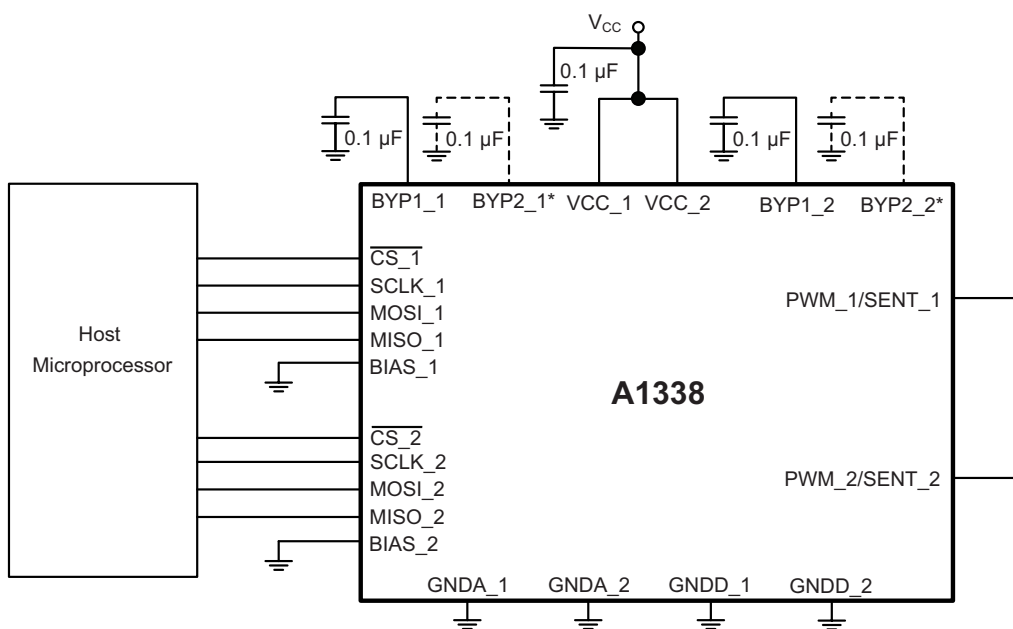 V_CC
0.1 µF
0.1 µF
0.1 µF
0.1 µF
0.1 µF
BYP1_1
BYP2_1*
VCC_1
VCC_2
BYP1_2
BYP2_2*
Host
Microprocessor
CS_1
SCLK_1
MOSI_1
MISO_1
BIAS_1
PWM_1/SENT_1
A1338
CS_2
SCLK_2
MOSI_2
MISO_2
BIAS_2
PWM_2/SENT_2
GNDA_1
GNDA_2
GNDD_1
GNDD_2